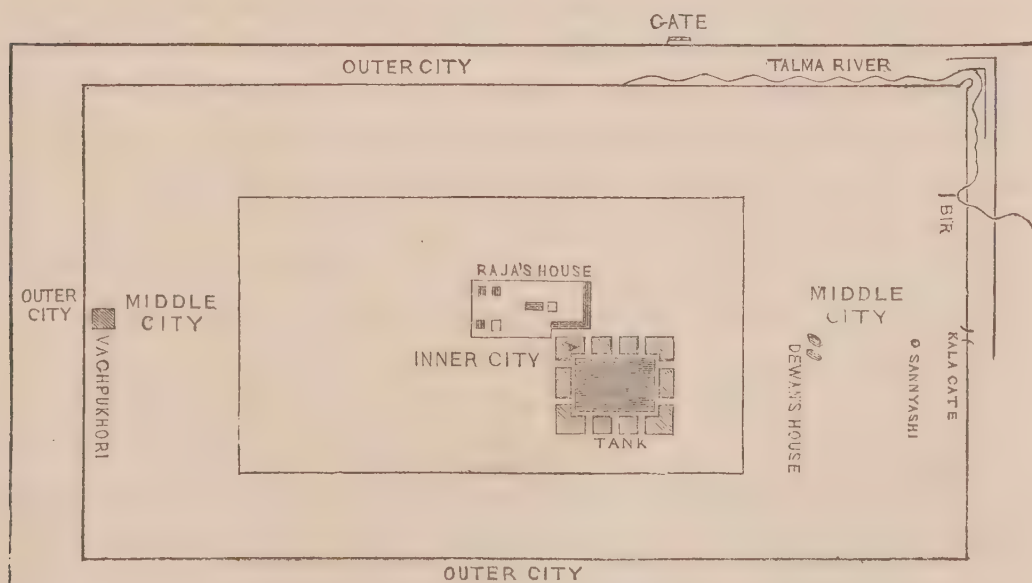 GATE
OUTER CITY
TALMA RIVER
BIR
RAJA'S HOUSE
OUTER
CITY
MIDDLE
CITY
MIDDLE
CITY
INNER CITY
VACHPUKHORI
DEWAN'S HOUSE
SANNYASHI
KALA GATE
A
TANK
OUTER CITY